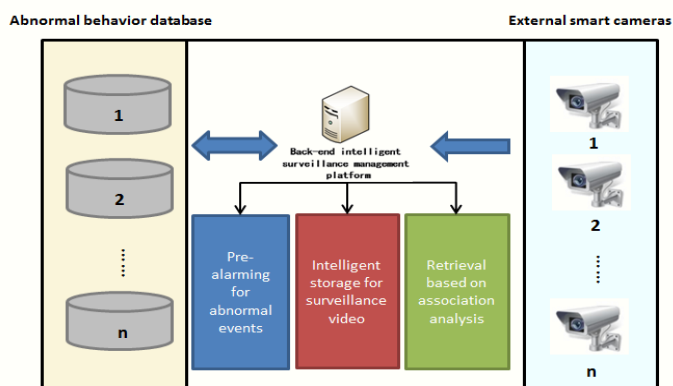 Abnormal behavior database
External smart cameras
1
2
......
n
Back-end intelligent
surveillance management
platform
Pre-
alarming
for
abnormal
events
Intelligent
storage for
surveillance
video
Retrieval
based on
association
analysis
1
2
......
n